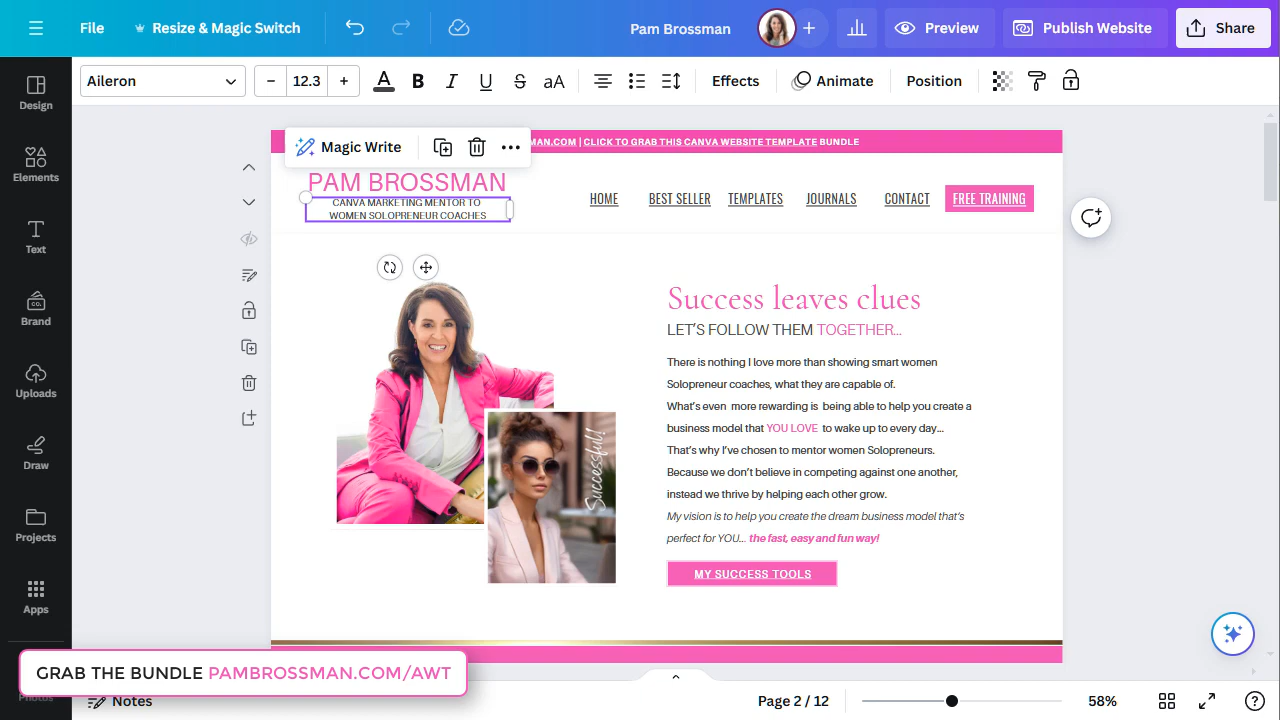 File
Resize & Magic Switch
Pam Brossman
Preview
Publish Website
Share
Aileron
12.3
A
B
I
U
S
aA
Effects
Animate
Position
Design
Elements
Text
Brand
Uploads
Draw
Projects
Apps
Magic Write
MAN.COM | CLICK TO GRAB THIS CANVA WEBSITE TEMPLATE BUNDLE
PAM BROSSMAN
CANVA MARKETING MENTOR TO
WOMEN SOLOPRENEUR COACHES
HOME
BEST SELLER
TEMPLATES
JOURNALS
CONTACT
FREE TRAINING
Successful!
Success leaves clues
LET'S FOLLOW THEM TOGETHER...
There is nothing I love more than showing smart women
Solopreneur coaches, what they are capable of.
What's even more rewarding is being able to help you create a
business model that YOU LOVE to wake up to every day...
That's why I've chosen to mentor women Solopreneurs.
Because we don't believe in competing against one another,
instead we thrive by helping each other grow.
My vision is to help you create the dream business model that's
perfect for YOU... the fast, easy and fun way!
MY SUCCESS TOOLS
GRAB THE BUNDLE PAMBROSSMAN.COM/AWT
Photos
Notes
Page 2 / 12
58%